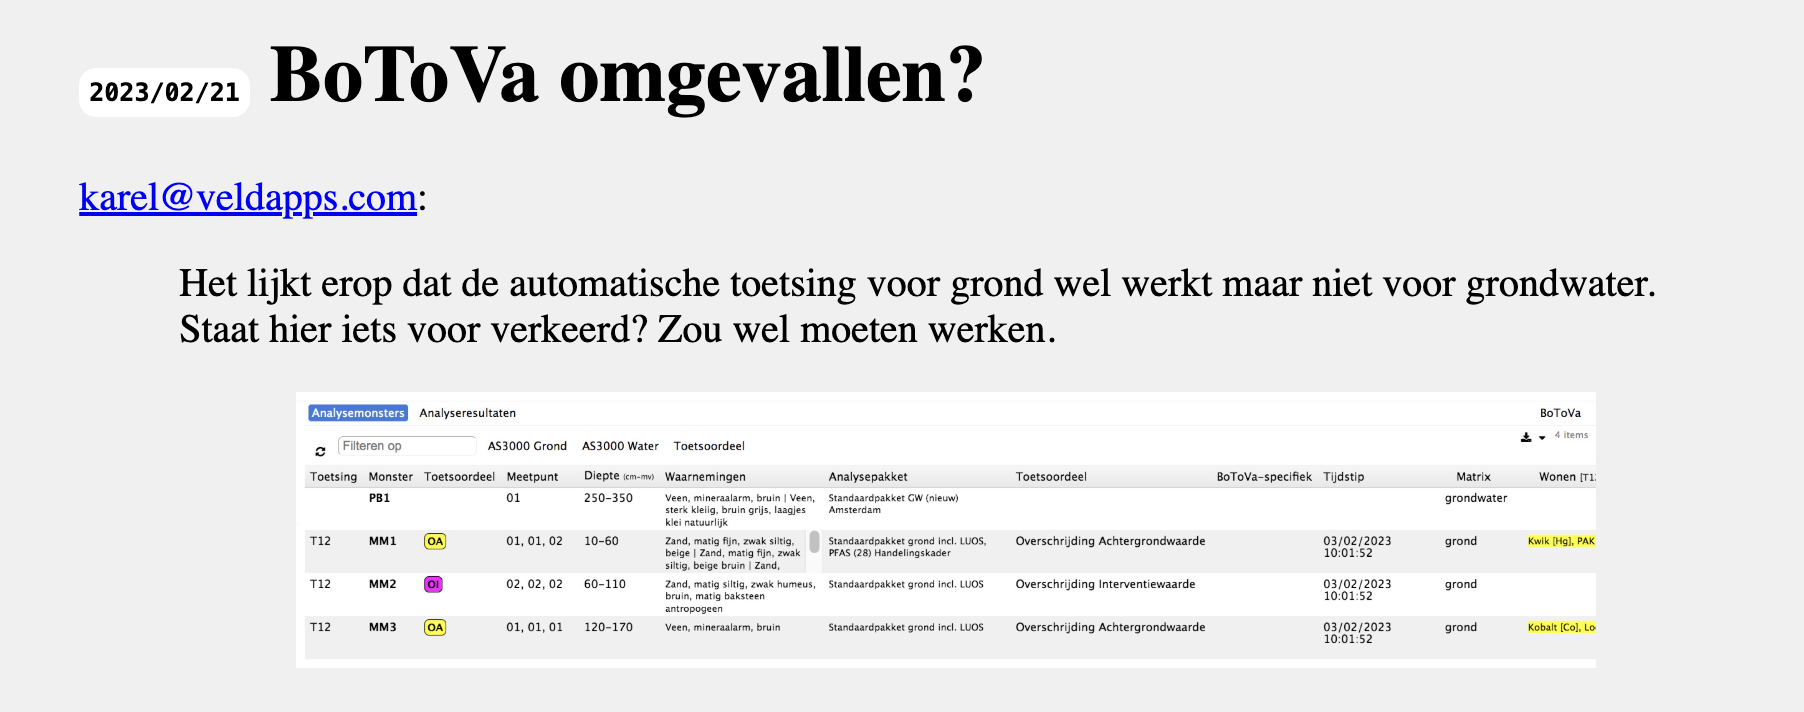 2023/02/21 BoToVa omgevallen?
karel@veldapps.com:
Het lijkt erop dat de automatische toetsing voor grond wel werkt maar niet voor grondwater.
Staat hier iets voor verkeerd? Zou wel moeten werken.
Analysemonsters Analyseresultaten BoToVa
Filteren op AS3000 Grond AS3000 Water Toetsoordeel 4 items
Toetsing Monster Toetsoordeel Meetpunt Diepte (cm-mv) Waarnemingen Analysepakket Toetsoordeel BoToVa-specifiek Tijdstip Matrix Wonen [T1
PB1 01 250-350 Veen, mineraalarm, bruin | Veen, Standaardpakket GW (nieuw) grondwater
sterk kleiig, bruin grijs, laagjes Amsterdam
klei natuurlijk
T12 MM1 OA 01, 01, 02 10-60 Zand, matig fijn, zwak siltig, Standaardpakket grond incl. LUOS, Overschrijding Achtergrondwaarde 03/02/2023 grond Kwik [Hg], PAK
beige | Zand, matig fijn, zwak PFAS (28) Handelingskader 10:01:52
siltig, beige bruin | Zand,
T12 MM2 OI 02, 02, 02 60-110 Zand, matig siltig, zwak humeus, Standaardpakket grond incl. LUOS Overschrijding Interventiewaarde 03/02/2023 grond
bruin, matig baksteen 10:01:52
antropogeen
T12 MM3 OA 01, 01, 01 120-170 Veen, mineraalarm, bruin Standaardpakket grond incl. LUOS Overschrijding Achtergrondwaarde 03/02/2023 grond Kobalt [Co], Lo
10:01:52